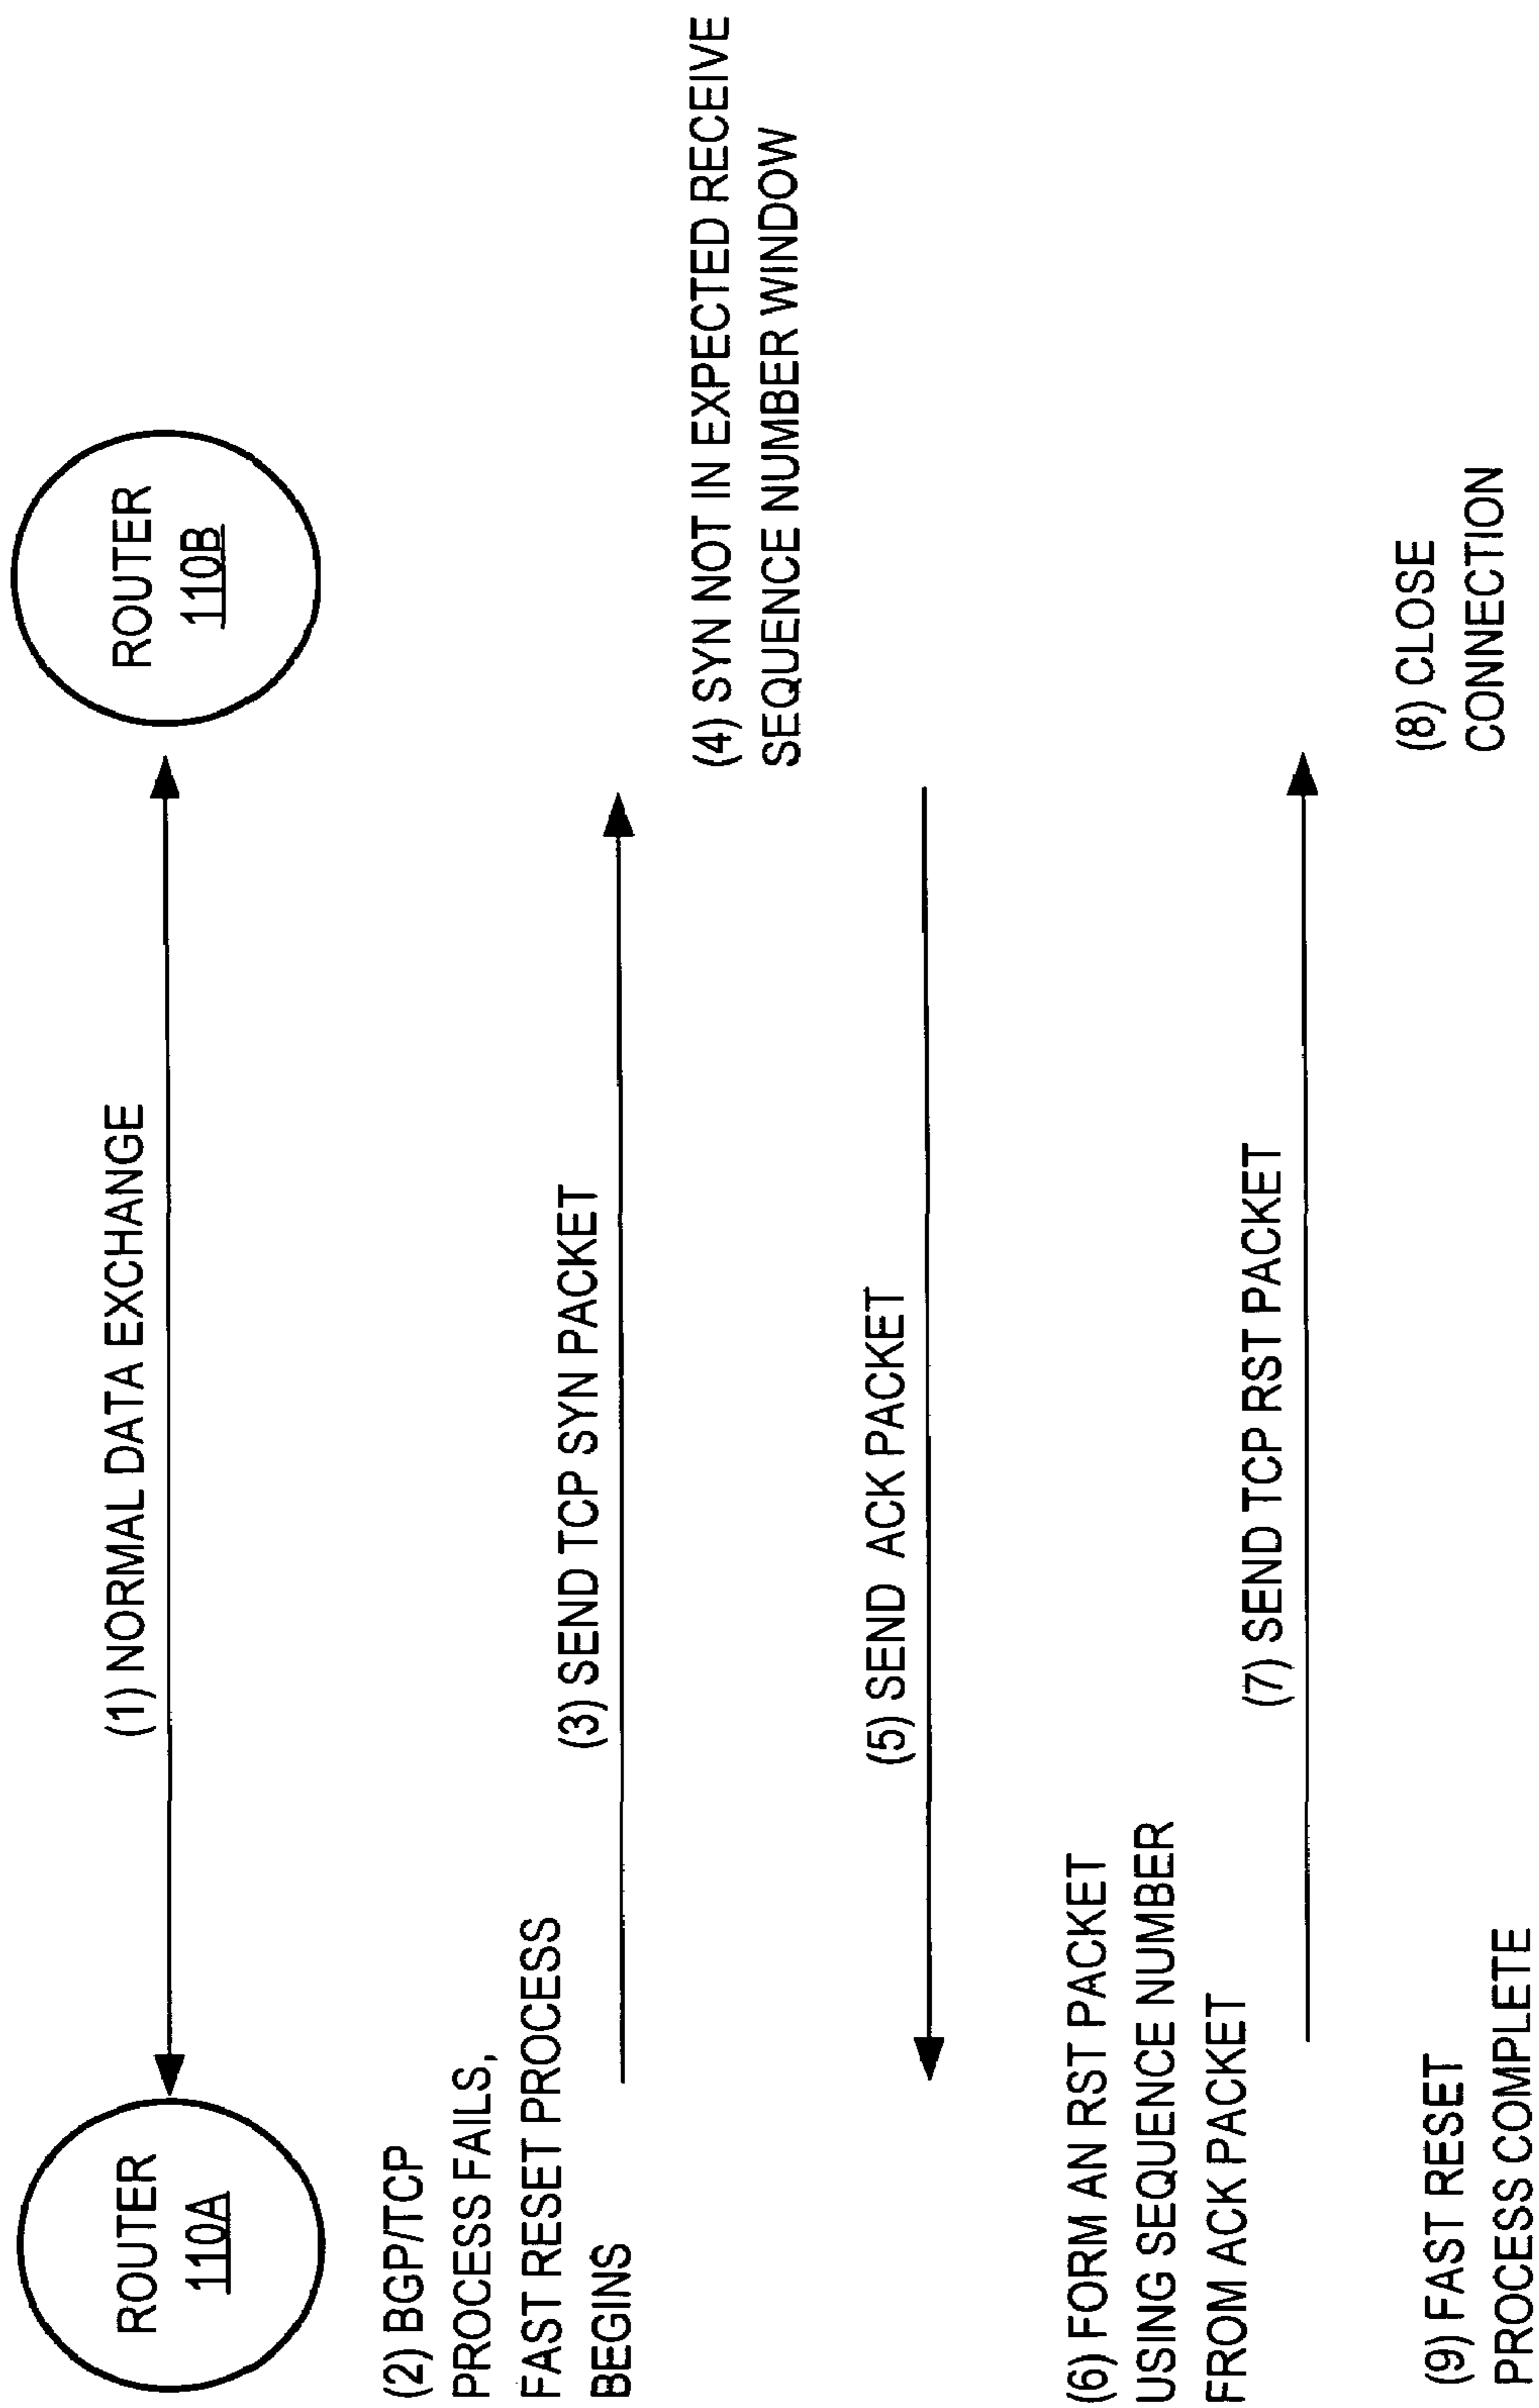 ROUTER
110A
ROUTER
110B
(1) NORMAL DATA EXCHANGE
(2) BGP/TCP
PROCESS FAILS,
FAST RESET PROCESS
BEGINS
(3) SEND TCP SYN PACKET
(4) SYN NOT IN EXPECTED RECEIVE
SEQUENCE NUMBER WINDOW
(5) SEND ACK PACKET
(6) FORM AN RST PACKET
USING SEQUENCE NUMBER
FROM ACK PACKET
(7) SEND TCP RST PACKET
(8) CLOSE
CONNECTION
(9) FAST RESET
PROCESS COMPLETE